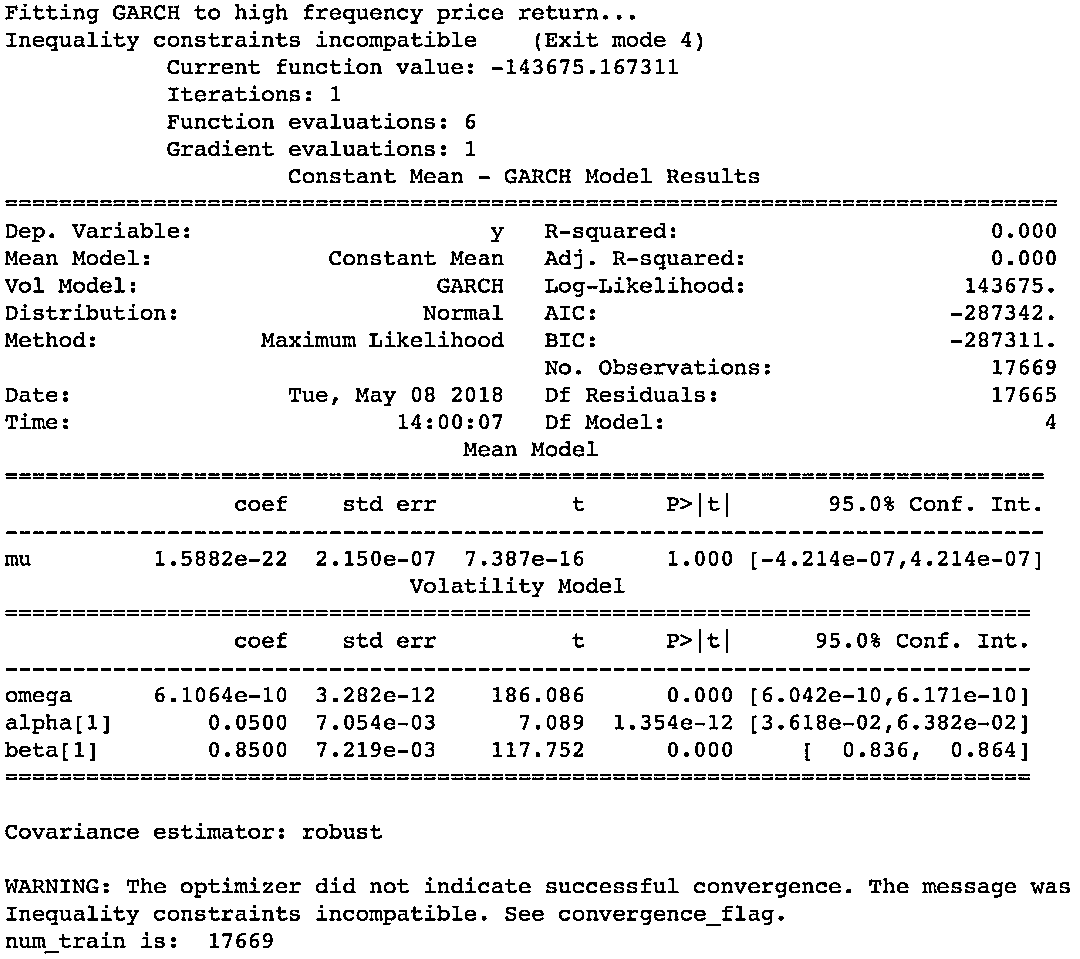 Fitting GARCH to high frequency price return...
Inequality constraints incompatible    (Exit mode 4)
            Current function value: -143675.167311
            Iterations: 1
            Function evaluations: 6
            Gradient evaluations: 1
                     Constant Mean - GARCH Model Results
==============================================================================
Dep. Variable:                      y   R-squared:                       0.000
Mean Model:             Constant Mean   Adj. R-squared:                  0.000
Vol Model:                      GARCH   Log-Likelihood:                143675.
Distribution:                  Normal   AIC:                          -287342.
Method:            Maximum Likelihood   BIC:                          -287311.
                                        No. Observations:                17669
Date:                Tue, May 08 2018   Df Residuals:                    17665
Time:                        14:00:07   Df Model:                            4
                                  Mean Model
=============================================================================
                 coef    std err          t      P>|t|       95.0% Conf. Int.
-----------------------------------------------------------------------------
mu         1.5882e-22  2.150e-07  7.387e-16      1.000 [-4.214e-07,4.214e-07]
                              Volatility Model
============================================================================
                 coef    std err          t      P>|t|      95.0% Conf. Int.
----------------------------------------------------------------------------
omega      6.1064e-10  3.282e-12    186.086      0.000 [6.042e-10,6.171e-10]
alpha[1]       0.0500  7.054e-03      7.089  1.354e-12 [3.618e-02,6.382e-02]
beta[1]        0.8500  7.219e-03    117.752      0.000     [  0.836,  0.864]
============================================================================
Covariance estimator: robust
WARNING: The optimizer did not indicate successful convergence. The message was
Inequality constraints incompatible. See convergence_flag.
num_train is:  17669